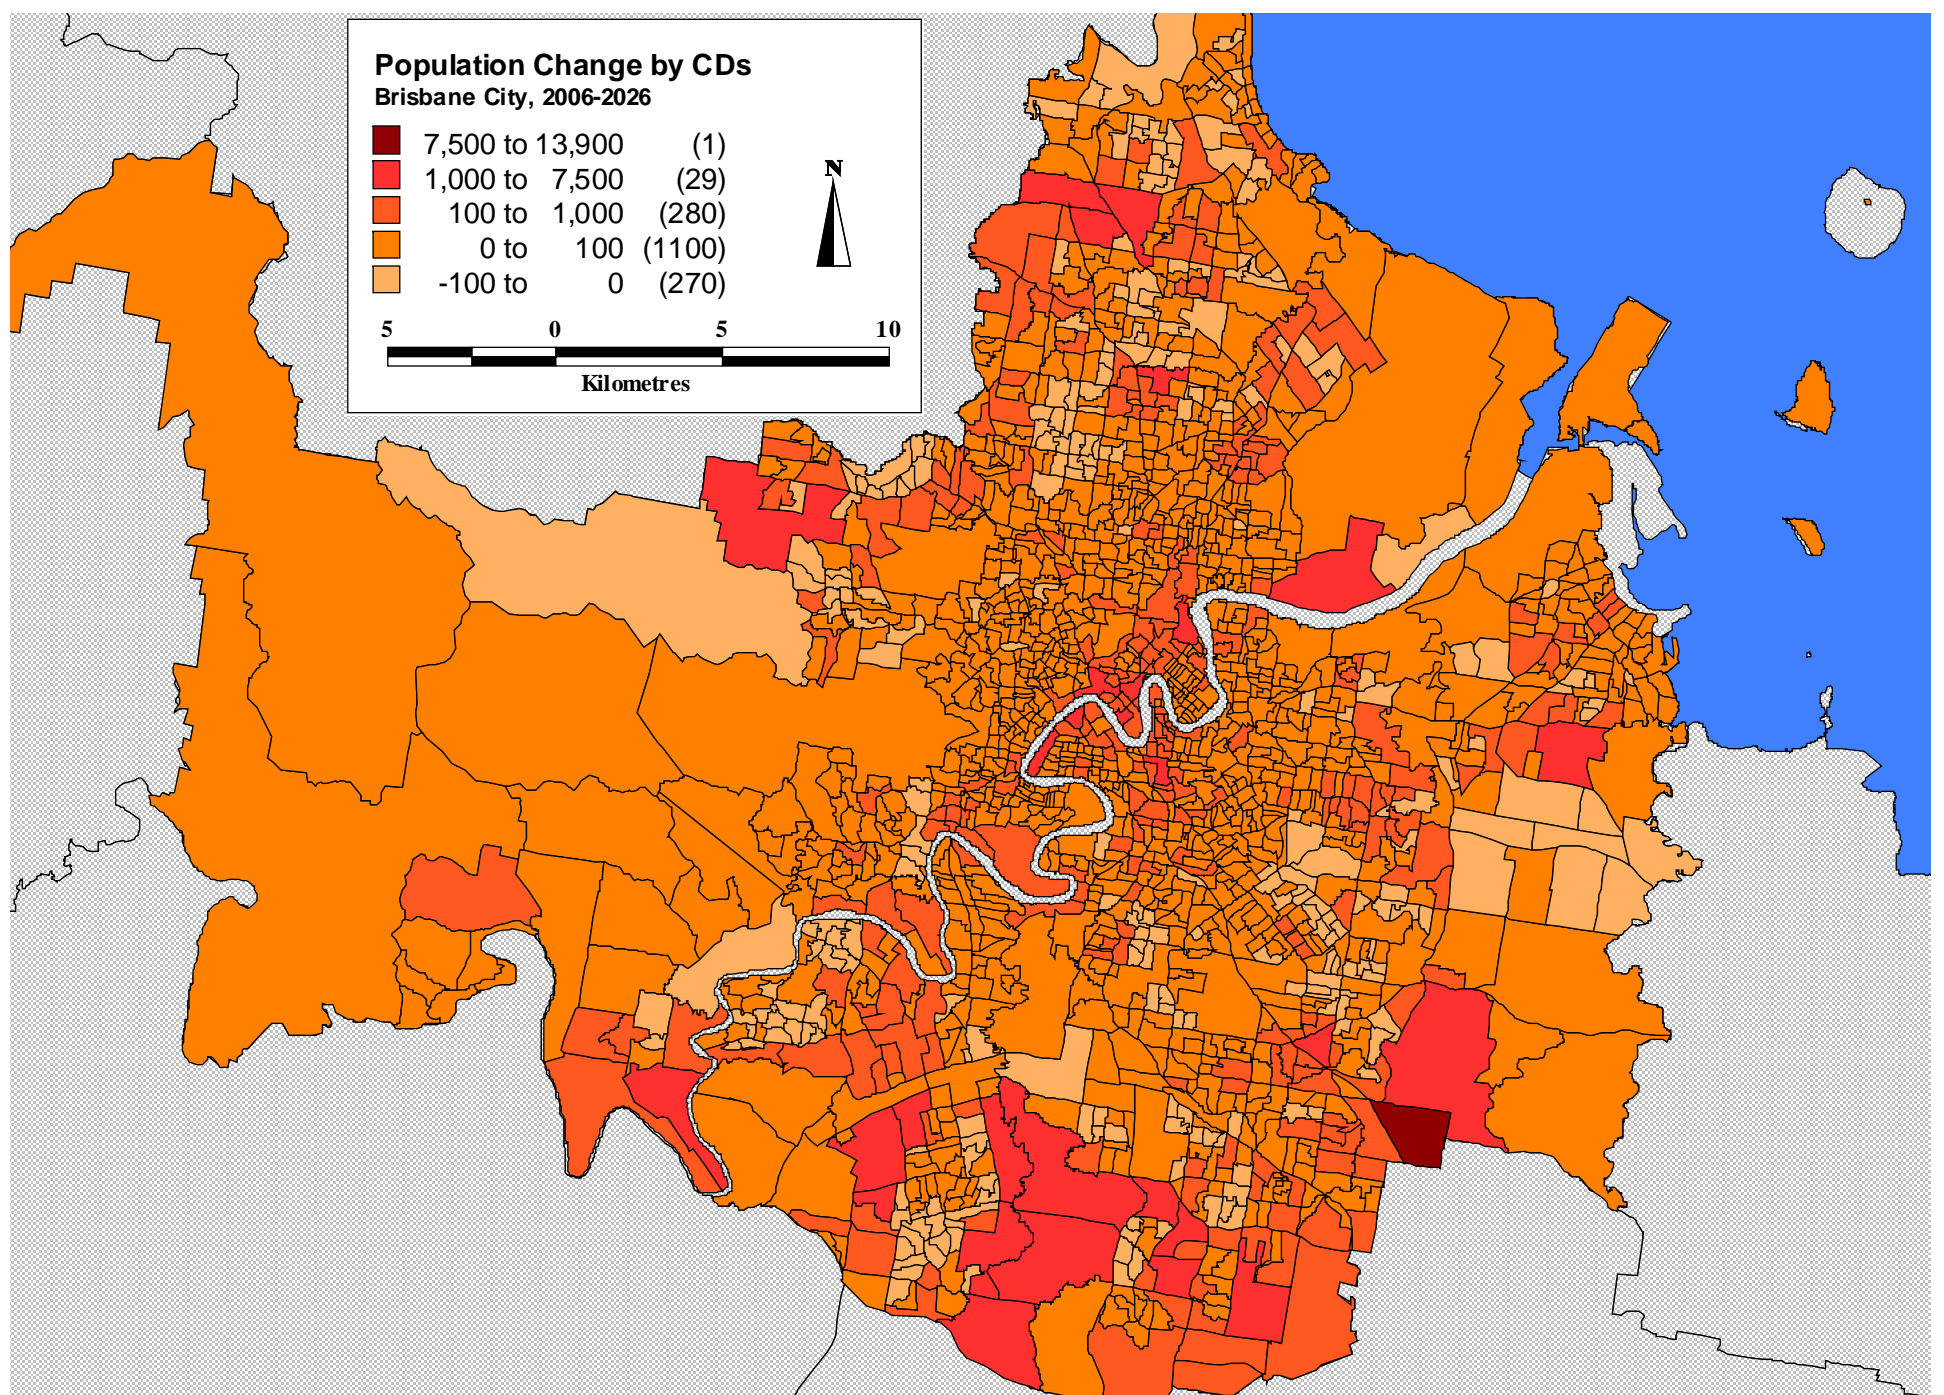 Population Change by CDs
Brisbane City, 2006-2026
7,500 to 13,900 (1)
1,000 to 7,500 (29)
100 to 1,000 (280)
0 to 100 (1100)
-100 to 0 (270)
N
5 0 5 10
Kilometres